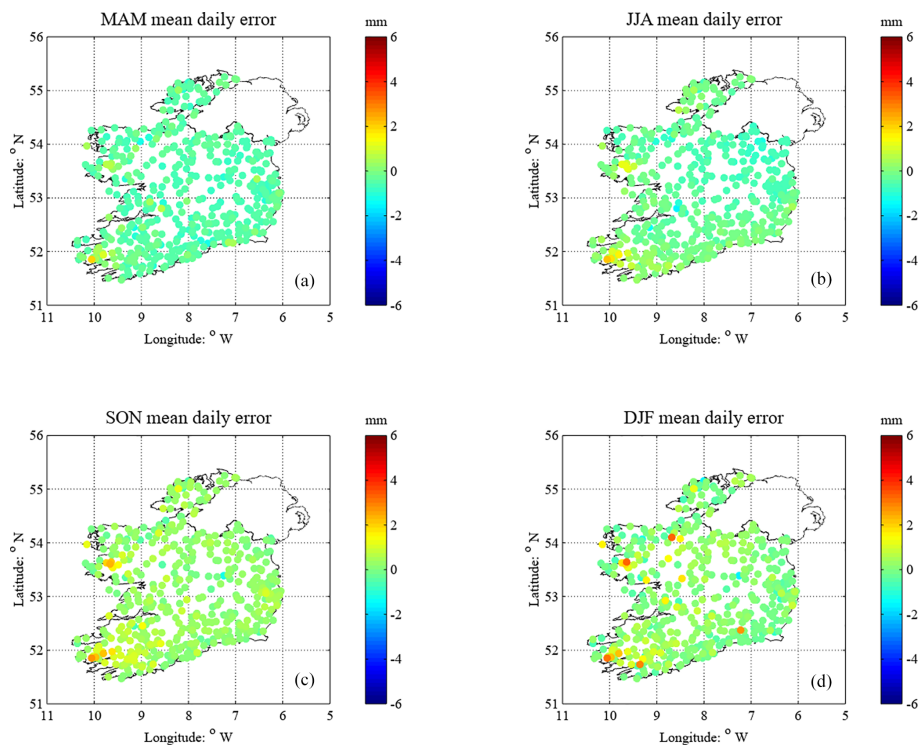 MAM mean daily error
mm
56
55
54
53
52
51
Latitude: ° N
11 10 9 8 7 6 5
Longitude: ° W
6
4
2
0
-2
-4
-6
(a)
JJA mean daily error
mm
56
55
54
53
52
51
Latitude: ° N
11 10 9 8 7 6 5
Longitude: ° W
6
4
2
0
-2
-4
-6
(b)
SON mean daily error
mm
56
55
54
53
52
51
Latitude: ° N
11 10 9 8 7 6 5
Longitude: ° W
6
4
2
0
-2
-4
-6
(c)
DJF mean daily error
mm
56
55
54
53
52
51
Latitude: ° N
11 10 9 8 7 6 5
Longitude: ° W
6
4
2
0
-2
-4
-6
(d)